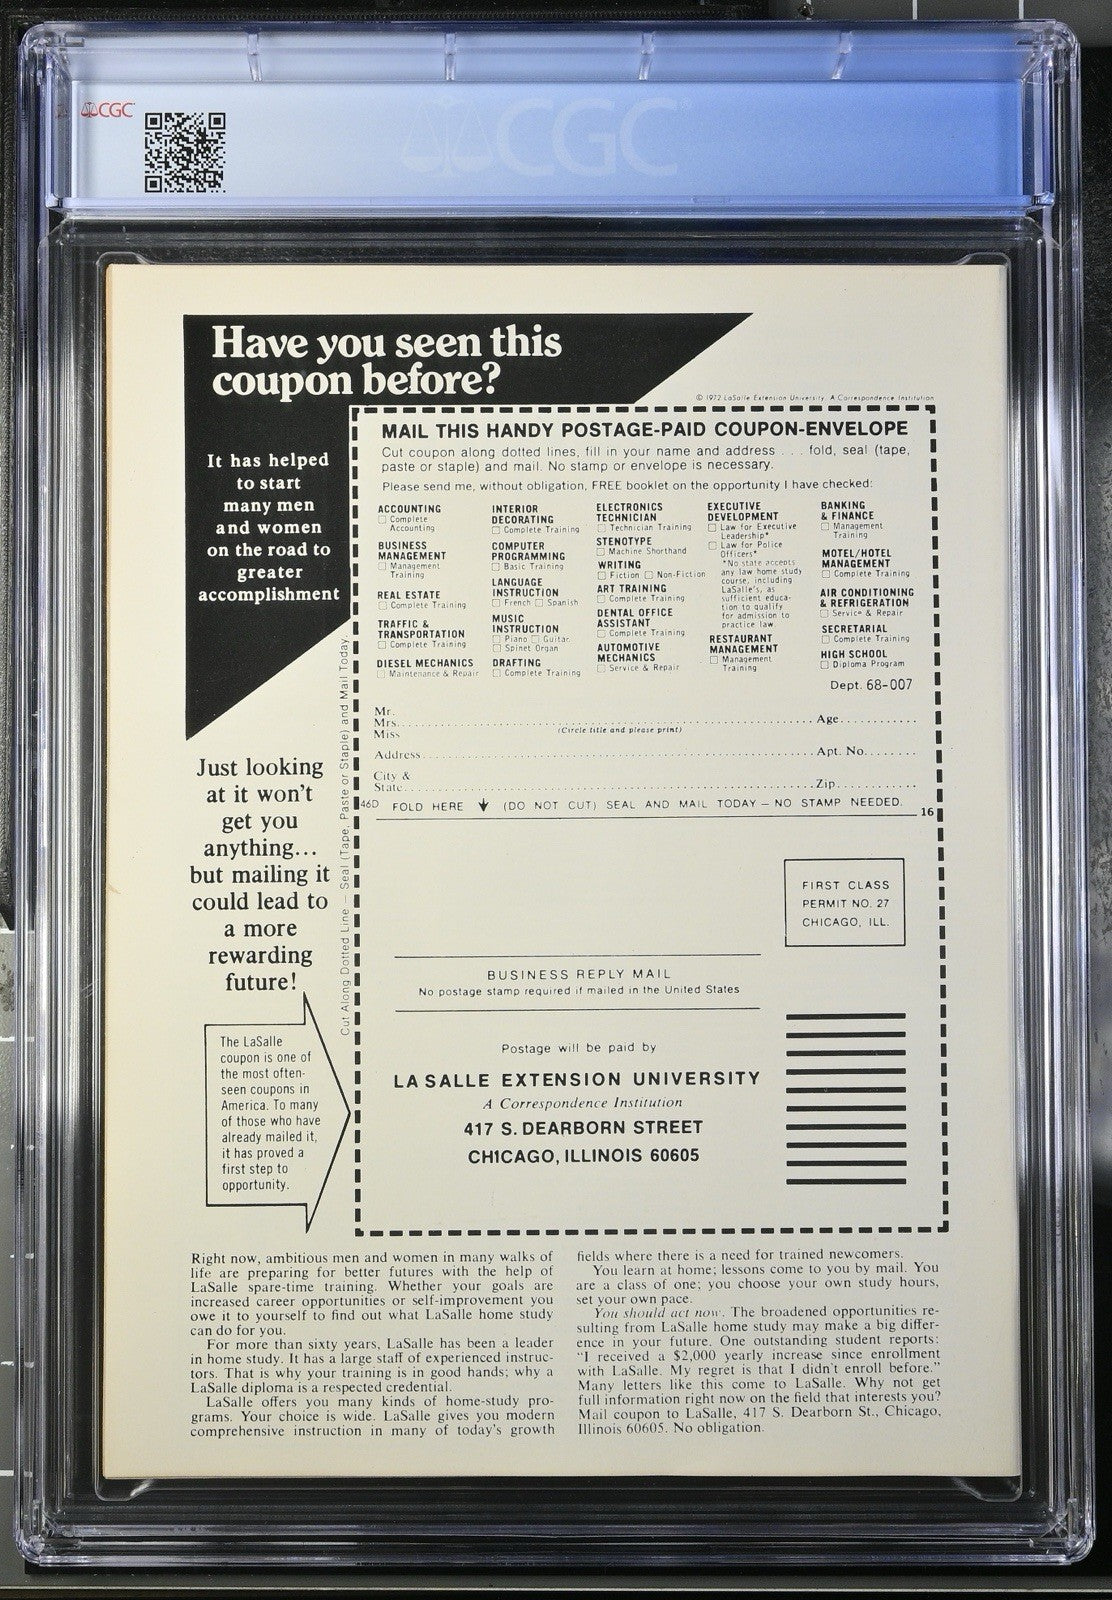 CGC
CGC
Have you seen this
coupon before?
© 1972 LaSalle Extension University, A Correspondence Institution
It has helped
to start
many men
and women
on the road to
greater
accomplishment
MAIL THIS HANDY POSTAGE-PAID COUPON-ENVELOPE
Cut coupon along dotted lines, fill in your name and address . . . fold, seal (tape,
paste or staple) and mail. No stamp or envelope is necessary.
Please send me, without obligation, FREE booklet on the opportunity I have checked:
ACCOUNTING
Complete
Accounting
BUSINESS
MANAGEMENT
Management
Training
REAL ESTATE
Complete Training
TRAFFIC &
TRANSPORTATION
Complete Training
DIESEL MECHANICS
Maintenance & Repair
INTERIOR
DECORATING
Complete Training
COMPUTER
PROGRAMMING
Basic Training
LANGUAGE
INSTRUCTION
French Spanish
MUSIC
INSTRUCTION
Piano Guitar
Spinet Organ
DRAFTING
Complete Training
ELECTRONICS
TECHNICIAN
Technician Training
STENOTYPE
Machine Shorthand
WRITING
Fiction Non-Fiction
ART TRAINING
Complete Training
DENTAL OFFICE
ASSISTANT
Complete Training
AUTOMOTIVE
MECHANICS
Service & Repair
EXECUTIVE
DEVELOPMENT
Law for Executive
Leadership*
Law for Police
Officers*
*No state accepts
any law home study
course, including
LaSalle's, as
sufficient educa-
tion to qualify
for admission to
practice law.
RESTAURANT
MANAGEMENT
Management
Training
BANKING
& FINANCE
Management
Training
MOTEL/HOTEL
MANAGEMENT
Complete Training
AIR CONDITIONING
& REFRIGERATION
Service & Repair
SECRETARIAL
Complete Training
HIGH SCHOOL
Diploma Program
Dept. 68-007
Mr.
Mrs. Age
Miss
(Circle title and please print)
Address Apt. No.
City &
State Zip
46D FOLD HERE (DO NOT CUT) SEAL AND MAIL TODAY – NO STAMP NEEDED. 16
Cut Along Dotted Line – Seal (Tape, Paste or Staple) and Mail Today.
Just looking
at it won't
get you
anything...
but mailing it
could lead to
a more
rewarding
future!
The LaSalle
coupon is one of
the most often-
seen coupons in
America. To many
of those who have
already mailed it,
it has proved a
first step to
opportunity.
FIRST CLASS
PERMIT NO. 27
CHICAGO, ILL.
BUSINESS REPLY MAIL
No postage stamp required if mailed in the United States
Postage will be paid by
LA SALLE EXTENSION UNIVERSITY
A Correspondence Institution
417 S. DEARBORN STREET
CHICAGO, ILLINOIS 60605
Right now, ambitious men and women in many walks of
life are preparing for better futures with the help of
LaSalle spare-time training. Whether your goals are
increased career opportunities or self-improvement you
owe it to yourself to find out what LaSalle home study
can do for you.
For more than sixty years, LaSalle has been a leader
in home study. It has a large staff of experienced instruc-
tors. That is why your training is in good hands; why a
LaSalle diploma is a respected credential.
LaSalle offers you many kinds of home-study pro-
grams. Your choice is wide. LaSalle gives you modern
comprehensive instruction in many of today's growth
fields where there is a need for trained newcomers.
You learn at home; lessons come to you by mail. You
are a class of one; you choose your own study hours,
set your own pace.
You should act now. The broadened opportunities re-
sulting from LaSalle home study may make a big differ-
ence in your future. One outstanding student reports:
"I received a $2,000 yearly increase since enrollment
with LaSalle. My regret is that I didn't enroll before."
Many letters like this come to LaSalle. Why not get
full information right now on the field that interests you?
Mail coupon to LaSalle, 417 S. Dearborn St., Chicago,
Illinois 60605. No obligation.